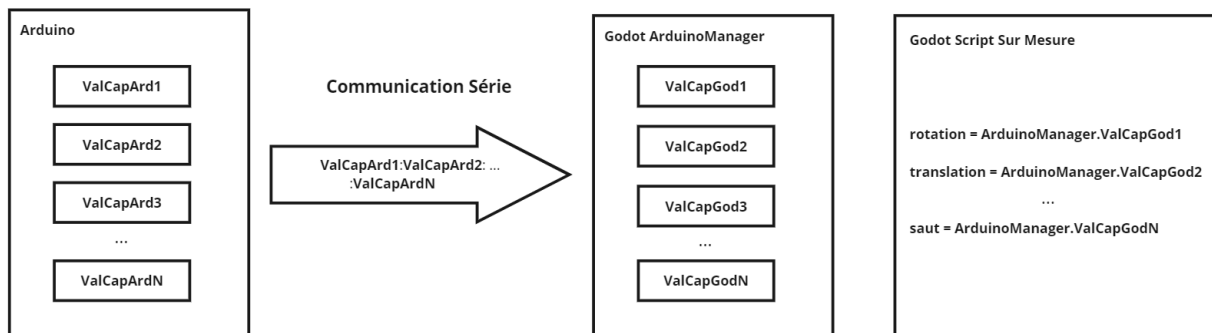 Arduino
ValCapArd1
ValCapArd2
ValCapArd3
...
ValCapArdN
Communication Série
ValCapArd1:ValCapArd2: ...
:ValCapArdN
Godot ArduinoManager
ValCapGod1
ValCapGod2
ValCapGod3
...
ValCapGodN
Godot Script Sur Mesure
rotation = ArduinoManager.ValCapGod1
translation = ArduinoManager.ValCapGod2
...
saut = ArduinoManager.ValCapGodN